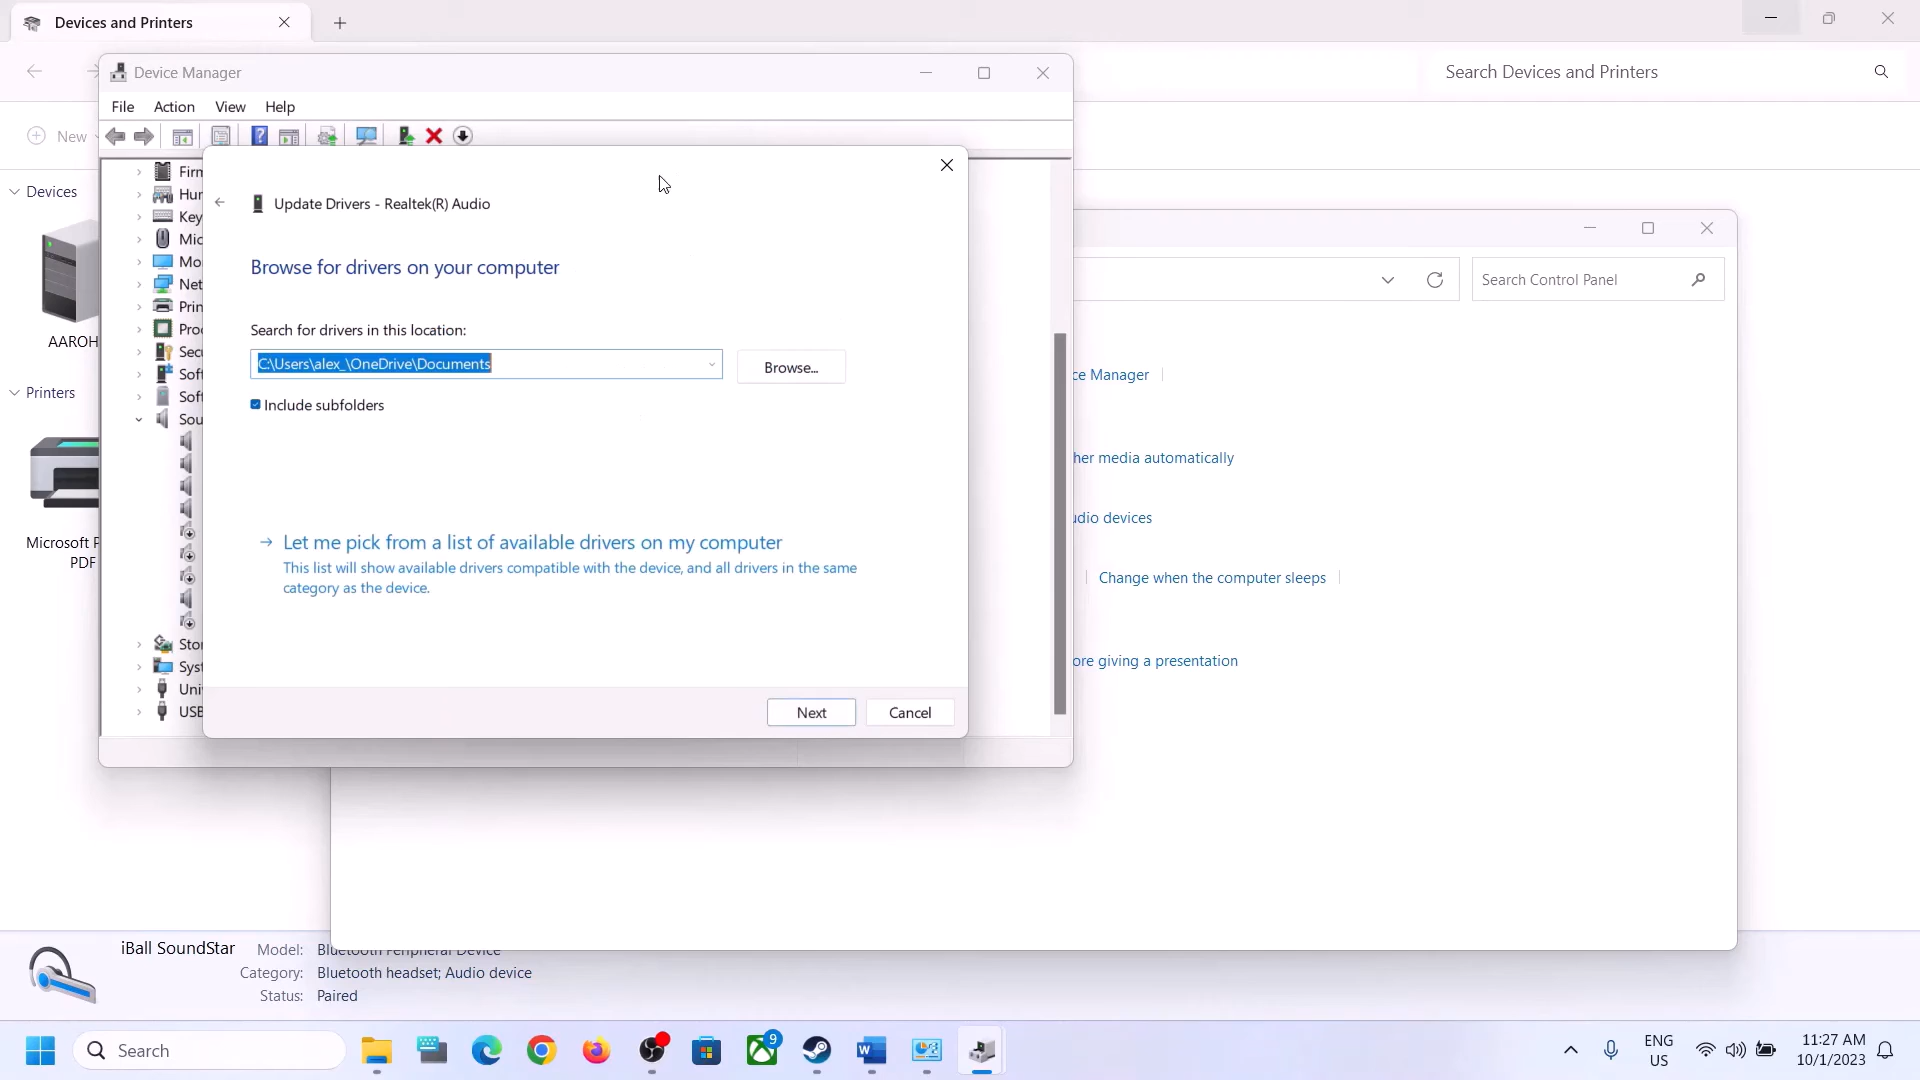 Devices and Printers
Device Manager
Search Devices and Printers
File Action View Help
New
Firm
Devices
Hur
Update Drivers - Realtek(R) Audio
Key
Mic
Browse for drivers on your computer
Mo
Search Control Panel
Net
Prin
Search for drivers in this location:
Proc
AAROH
Secu
C:\Users\alex_\OneDrive\Documents
Browse...
ce Manager
Soft
Printers
Soft
Include subfolders
Sou
her media automatically
udio devices
Microsoft P
PDF
Let me pick from a list of available drivers on my computer
This list will show available drivers compatible with the device, and all drivers in the same
category as the device.
Change when the computer sleeps
Stor
Syst
ore giving a presentation
Uni
USB
Next
Cancel
iBall SoundStar
Model: Bluetooth Peripheral Device
Category: Bluetooth headset; Audio device
Status: Paired
Search
9
ENG
US
11:27 AM
10/1/2023